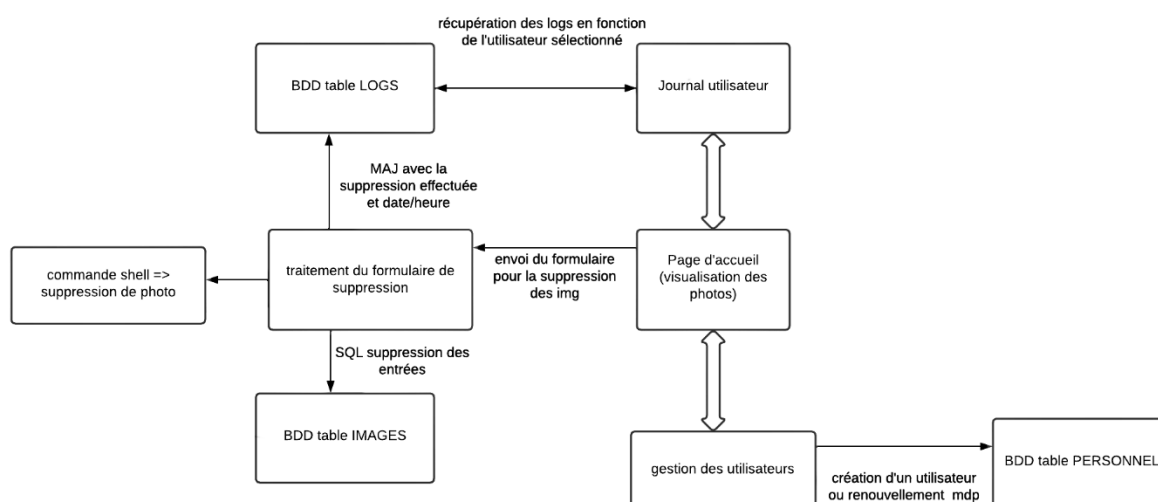 récupération des logs en fonction
de l'utilisateur sélectionné
BDD table LOGS
Journal utilisateur
MAJ avec la
suppression effectuée
et date/heure
commande shell =>
suppression de photo
traitement du formulaire de
suppression
envoi du formulaire
pour la suppression
des img
Page d'accueil
(visualisation des
photos)
SQL suppression des
entrées
BDD table IMAGES
gestion des utilisateurs
création d'un utilisateur
ou renouvellement mdp
BDD table PERSONNEL